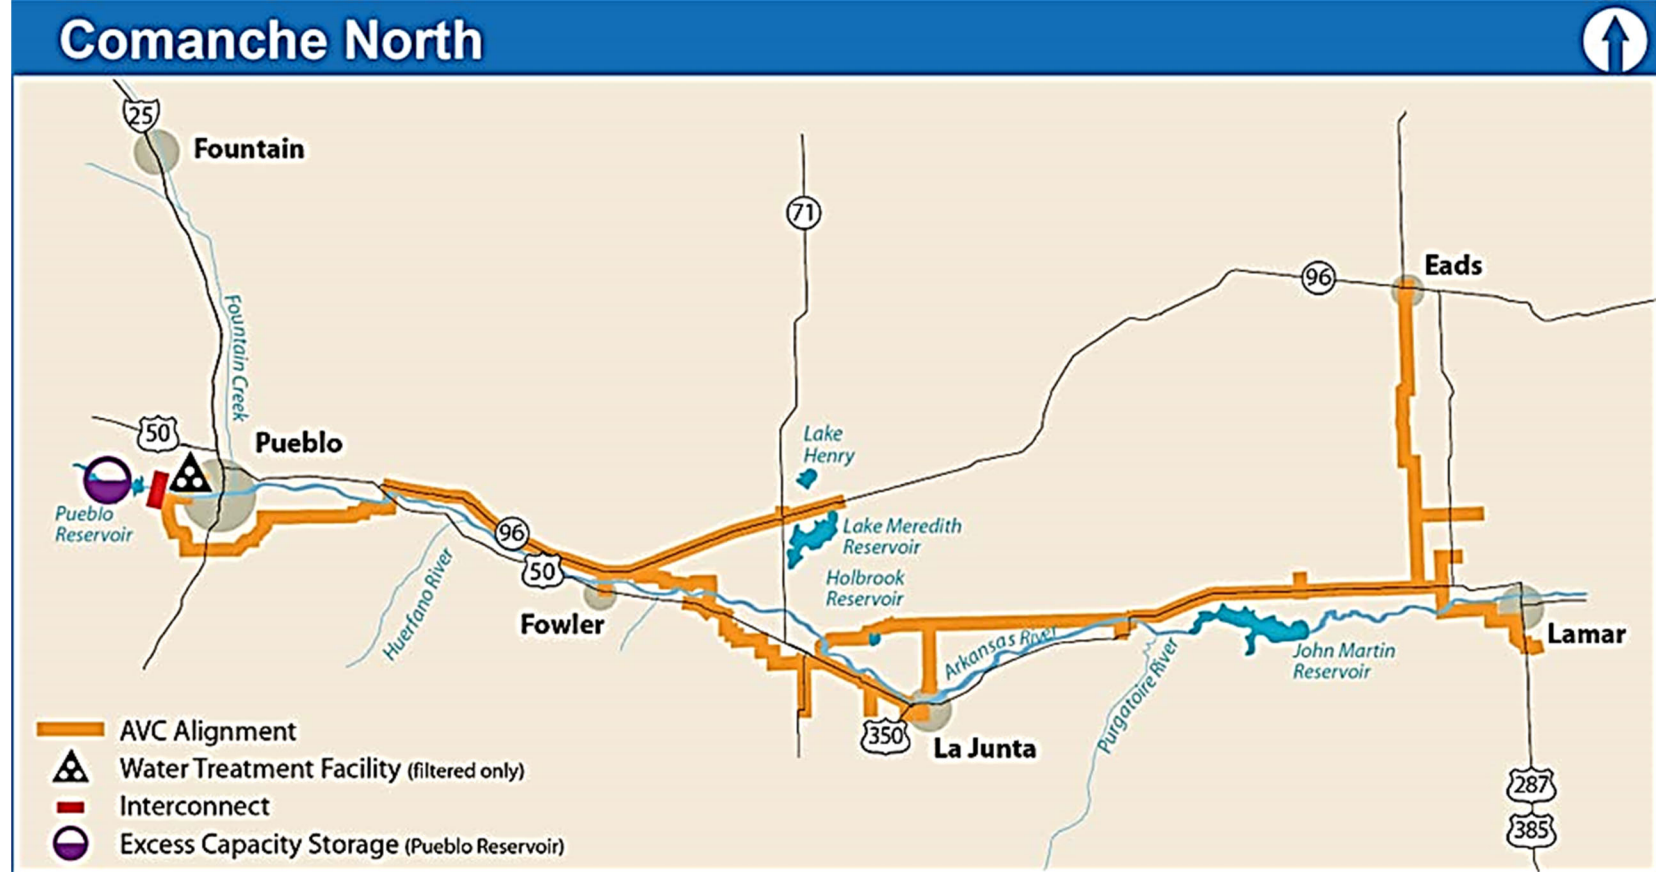 Comanche North
25
Fountain
71
Eads
96
Fountain Creek
50
Pueblo
Lake
Henry
Pueblo
Reservoir
96
Lake Meredith
Reservoir
50
Holbrook
Reservoir
Huerfano River
Fowler
Arkansas River
Lamar
John Martin
Reservoir
Purgatoire River
350
La Junta
287
385
AVC Alignment
Water Treatment Facility (filtered only)
Interconnect
Excess Capacity Storage (Pueblo Reservoir)